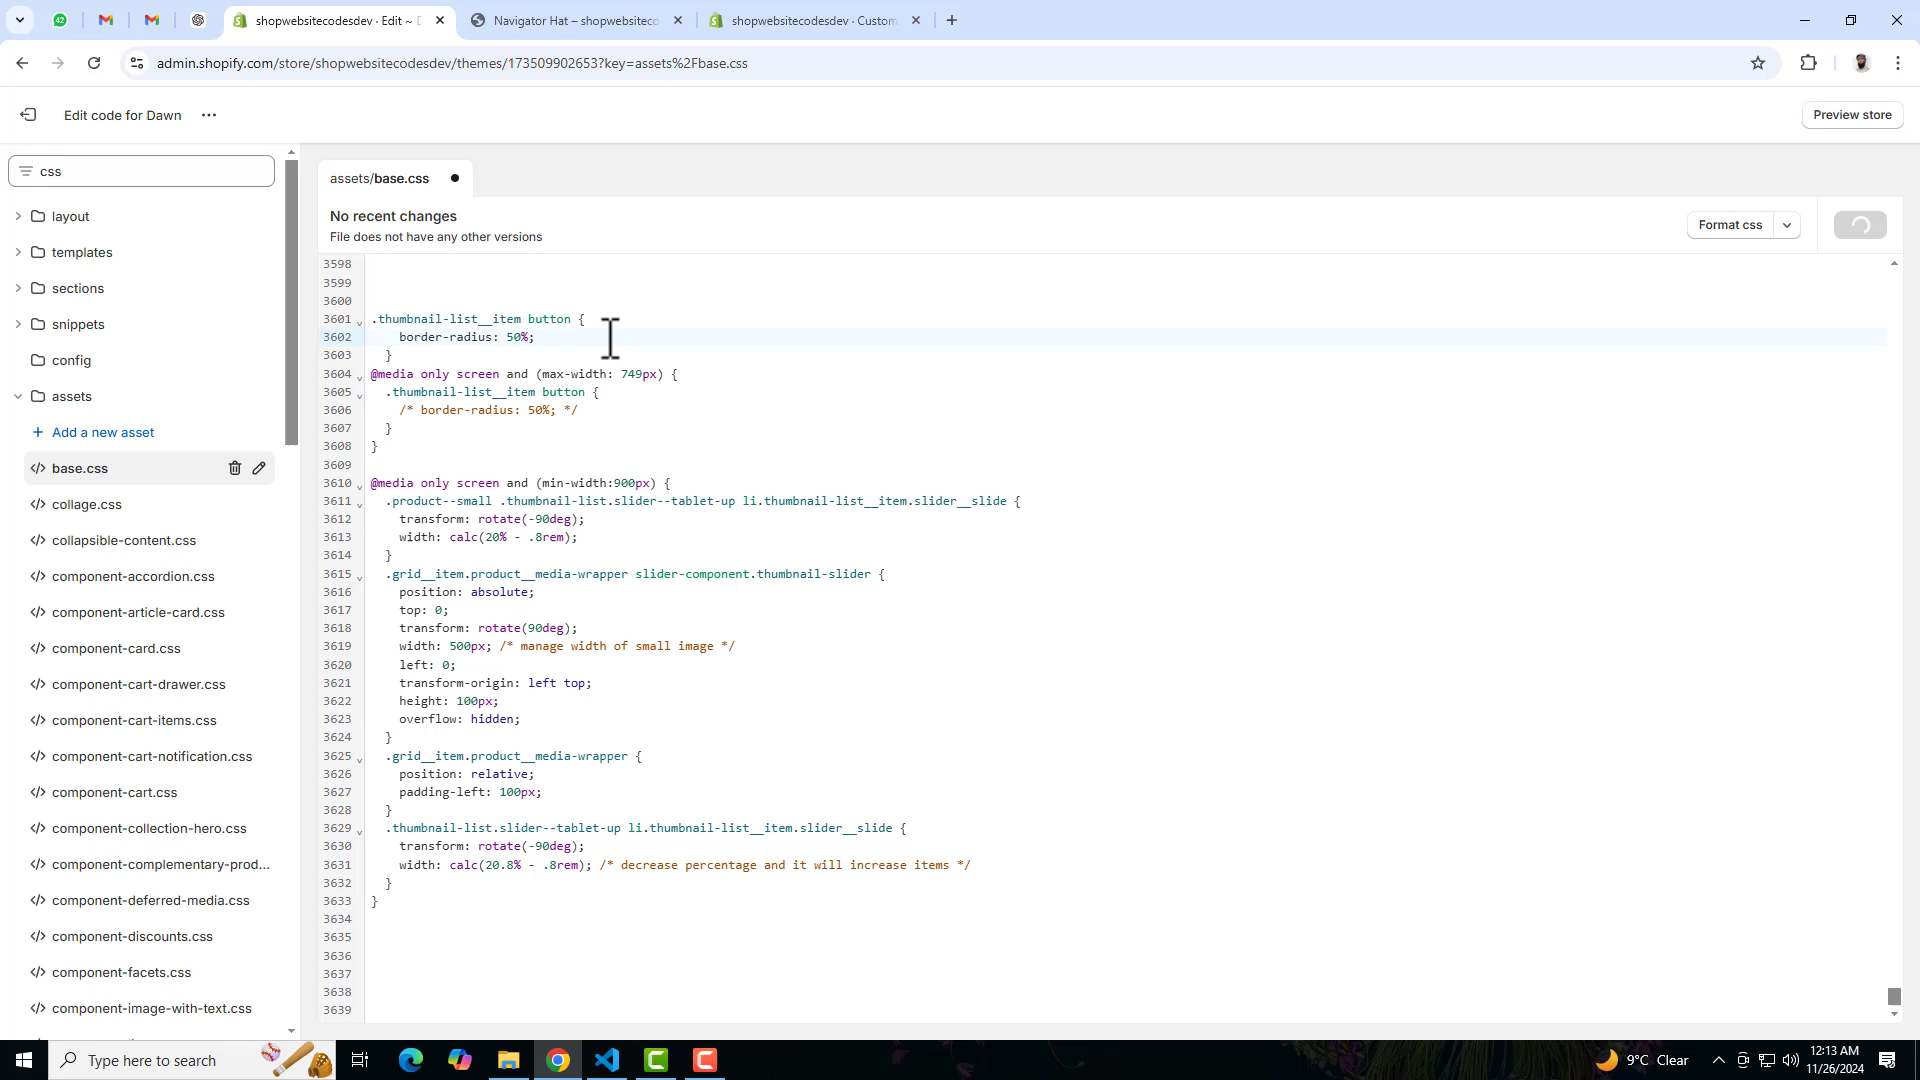 42
shopwebsitecodesdev · Edit ~ D
Navigator Hat – shopwebsiteco
shopwebsitecodesdev · Custom
admin.shopify.com/store/shopwebsitecodesdev/themes/173509902653?key=assets%2Fbase.css
Edit code for Dawn
Preview store
css
layout
templates
sections
snippets
config
assets
Add a new asset
base.css
collage.css
collapsible-content.css
component-accordion.css
component-article-card.css
component-card.css
component-cart-drawer.css
component-cart-items.css
component-cart-notification.css
component-cart.css
component-collection-hero.css
component-complementary-prod...
component-deferred-media.css
component-discounts.css
component-facets.css
component-image-with-text.css
assets/base.css
No recent changes
File does not have any other versions
Format css
3598
3599
3600
3601 .thumbnail-list__item button {
3602 border-radius: 50%;
3603 }
3604 @media only screen and (max-width: 749px) {
3605 .thumbnail-list__item button {
3606 /* border-radius: 50%; */
3607 }
3608 }
3609
3610 @media only screen and (min-width:900px) {
3611 .product--small .thumbnail-list.slider--tablet-up li.thumbnail-list__item.slider__slide {
3612 transform: rotate(-90deg);
3613 width: calc(20% - .8rem);
3614 }
3615 .grid__item.product__media-wrapper slider-component.thumbnail-slider {
3616 position: absolute;
3617 top: 0;
3618 transform: rotate(90deg);
3619 width: 500px; /* manage width of small image */
3620 left: 0;
3621 transform-origin: left top;
3622 height: 100px;
3623 overflow: hidden;
3624 }
3625 .grid__item.product__media-wrapper {
3626 position: relative;
3627 padding-left: 100px;
3628 }
3629 .thumbnail-list.slider--tablet-up li.thumbnail-list__item.slider__slide {
3630 transform: rotate(-90deg);
3631 width: calc(20.8% - .8rem); /* decrease percentage and it will increase items */
3632 }
3633 }
3634
3635
3636
3637
3638
3639
Type here to search
9°C Clear
12:13 AM
11/26/2024